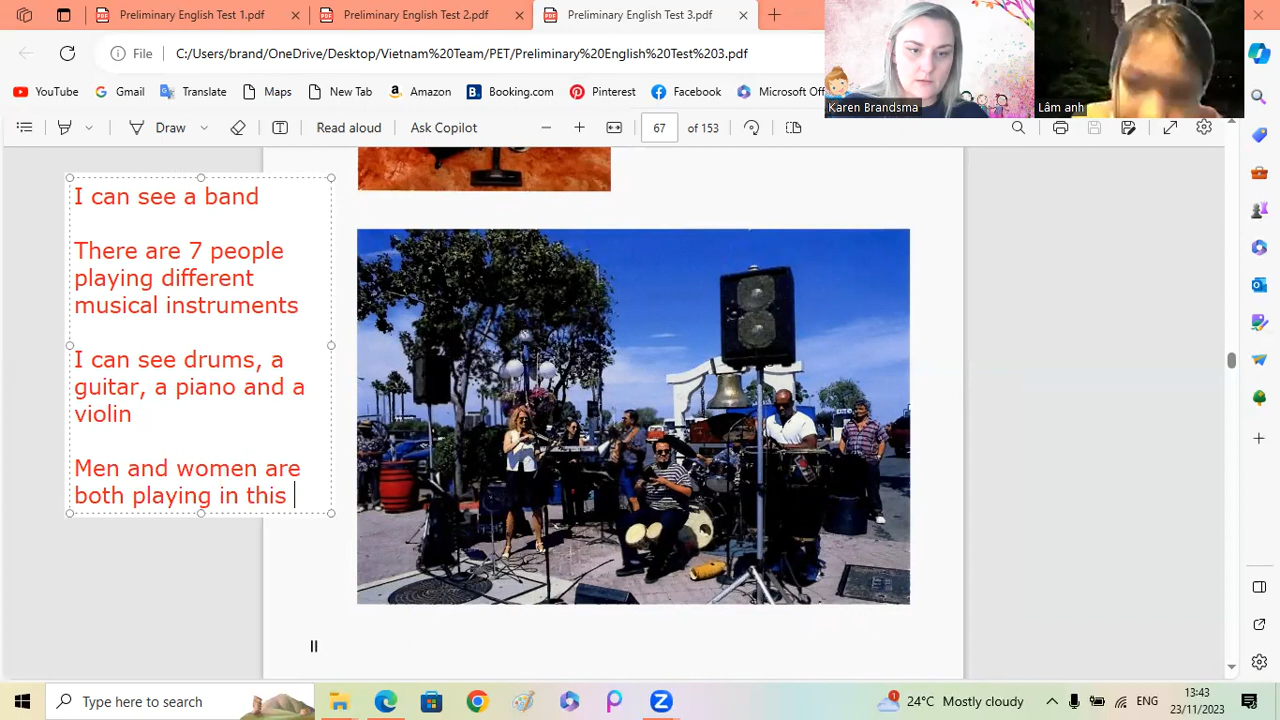 Preliminary English Test 1.pdf
Preliminary English Test 2.pdf
Preliminary English Test 3.pdf
File
C:/Users/brand/OneDrive/Desktop/Vietnam%20Team/PET/Preliminary%20English%20Test%203.pdf
YouTube
Gmail
Translate
Maps
New Tab
Amazon
Booking.com
Pinterest
Facebook
Microsoft Off
Karen Brandsma
Lâm anh
Draw
Read aloud
Ask Copilot
67
of 153
I can see a band
There are 7 people
playing different
musical instruments
I can see drums, a
guitar, a piano and a
violin
Men and women are
both playing in this
Type here to search
1
24°C Mostly cloudy
ENG
13:43
23/11/2023